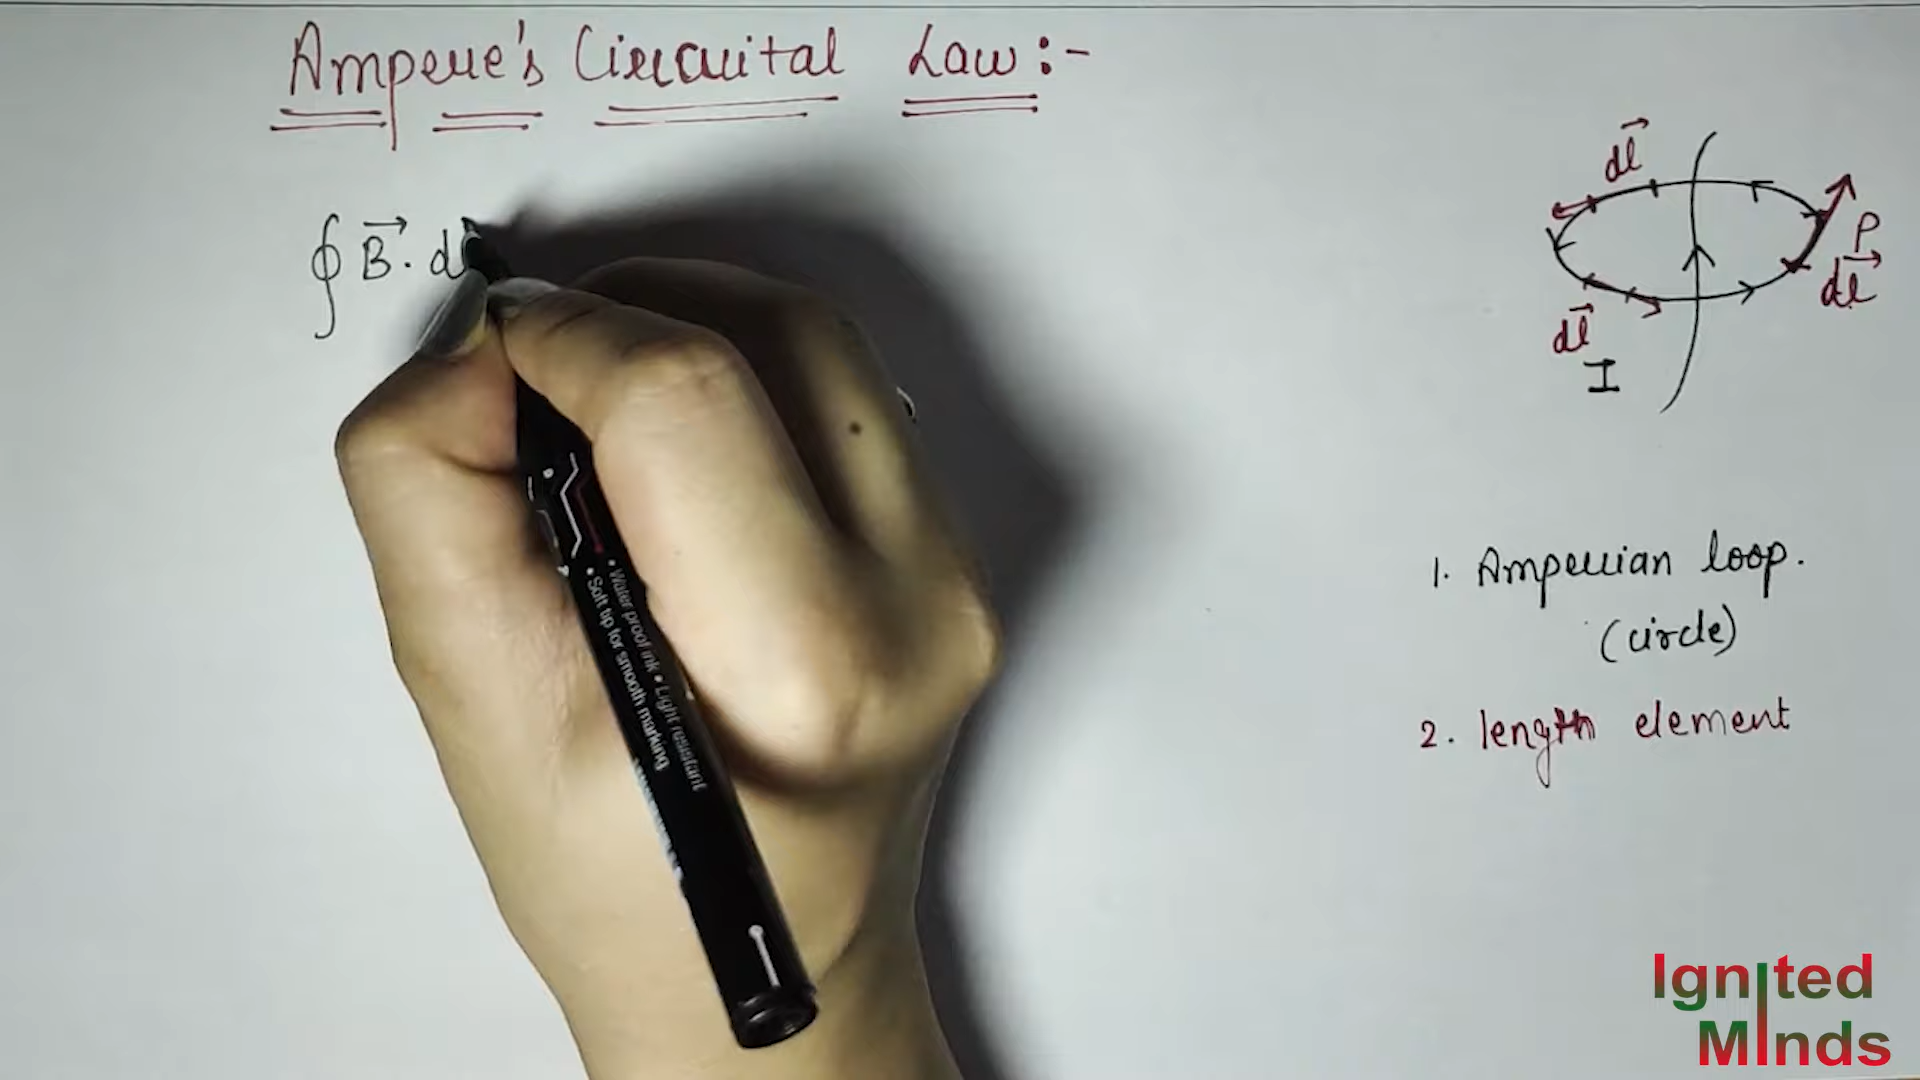 Ampere's Circuital Law :-
∮ B⃗ . dl
dl⃗
P
dl⃗
dl⃗
I
1. Amperian loop.
(circle)
2. length element
• Water proof ink • Light resistant
• Soft tip for smooth marking
Ignited
Minds